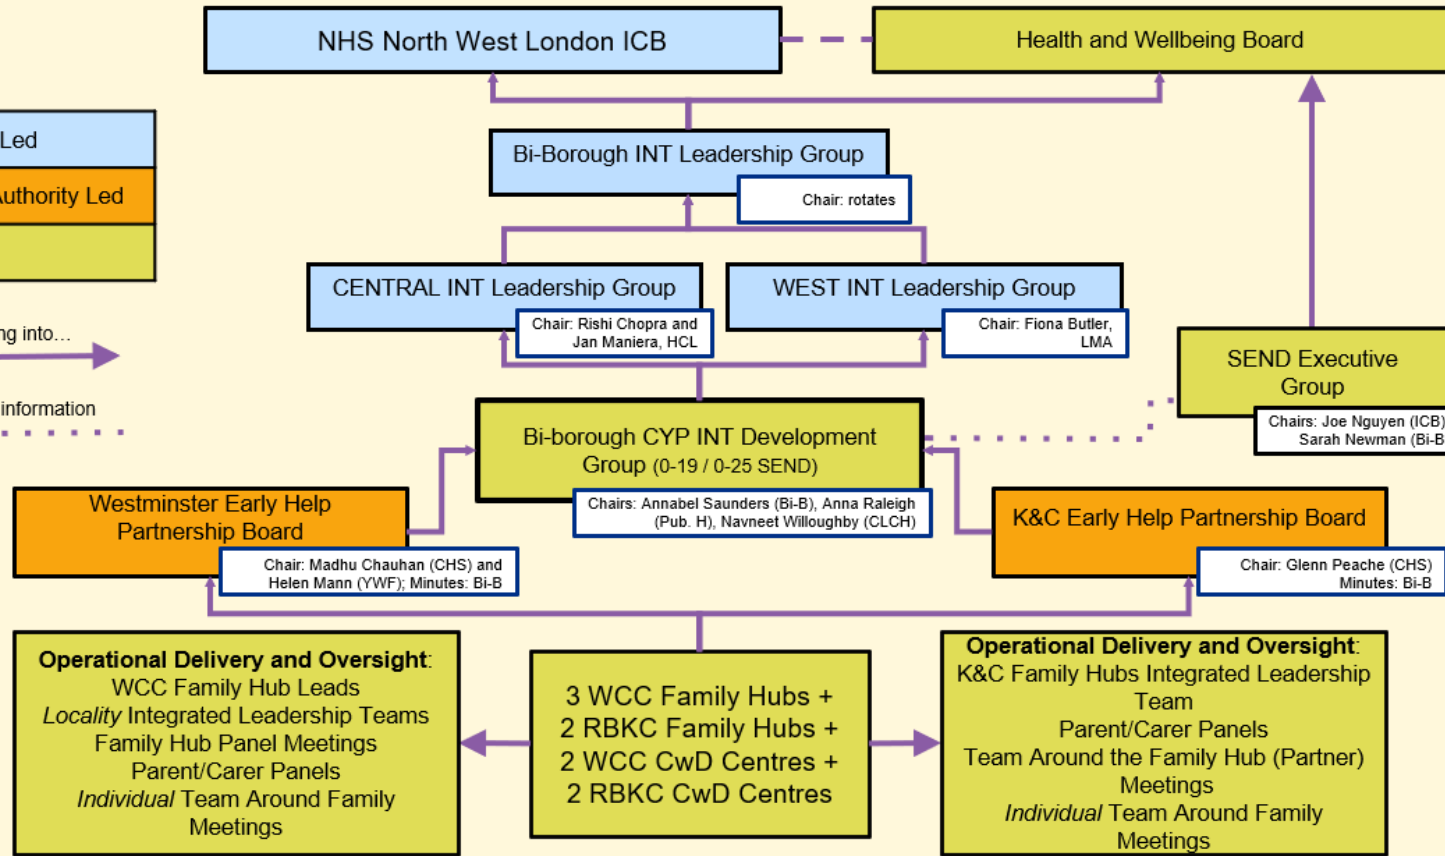 NHS North West London ICB
Health and Wellbeing Board
Led
Authority Led
Bi-Borough INT Leadership Group
Chair: rotates
CENTRAL INT Leadership Group
Chair: Rishi Chopra and
Jan Maniera, HCL
WEST INT Leadership Group
Chair: Fiona Butler,
LMA
ng into...
information
SEND Executive
Group
Chairs: Joe Nguyen (ICB)
Sarah Newman (Bi-B
Bi-borough CYP INT Development
Group (0-19 / 0-25 SEND)
Chairs: Annabel Saunders (Bi-B), Anna Raleigh
(Pub. H), Navneet Willoughby (CLCH)
Westminster Early Help
Partnership Board
Chair: Madhu Chauhan (CHS) and
Helen Mann (YWF); Minutes: Bi-B
K&C Early Help Partnership Board
Chair: Glenn Peache (CHS)
Minutes: Bi-B
Operational Delivery and Oversight:
WCC Family Hub Leads
Locality Integrated Leadership Teams
Family Hub Panel Meetings
Parent/Carer Panels
Individual Team Around Family
Meetings
3 WCC Family Hubs +
2 RBKC Family Hubs +
2 WCC CwD Centres +
2 RBKC CwD Centres
Operational Delivery and Oversight:
K&C Family Hubs Integrated Leadership
Team
Parent/Carer Panels
Team Around the Family Hub (Partner)
Meetings
Individual Team Around Family
Meetings